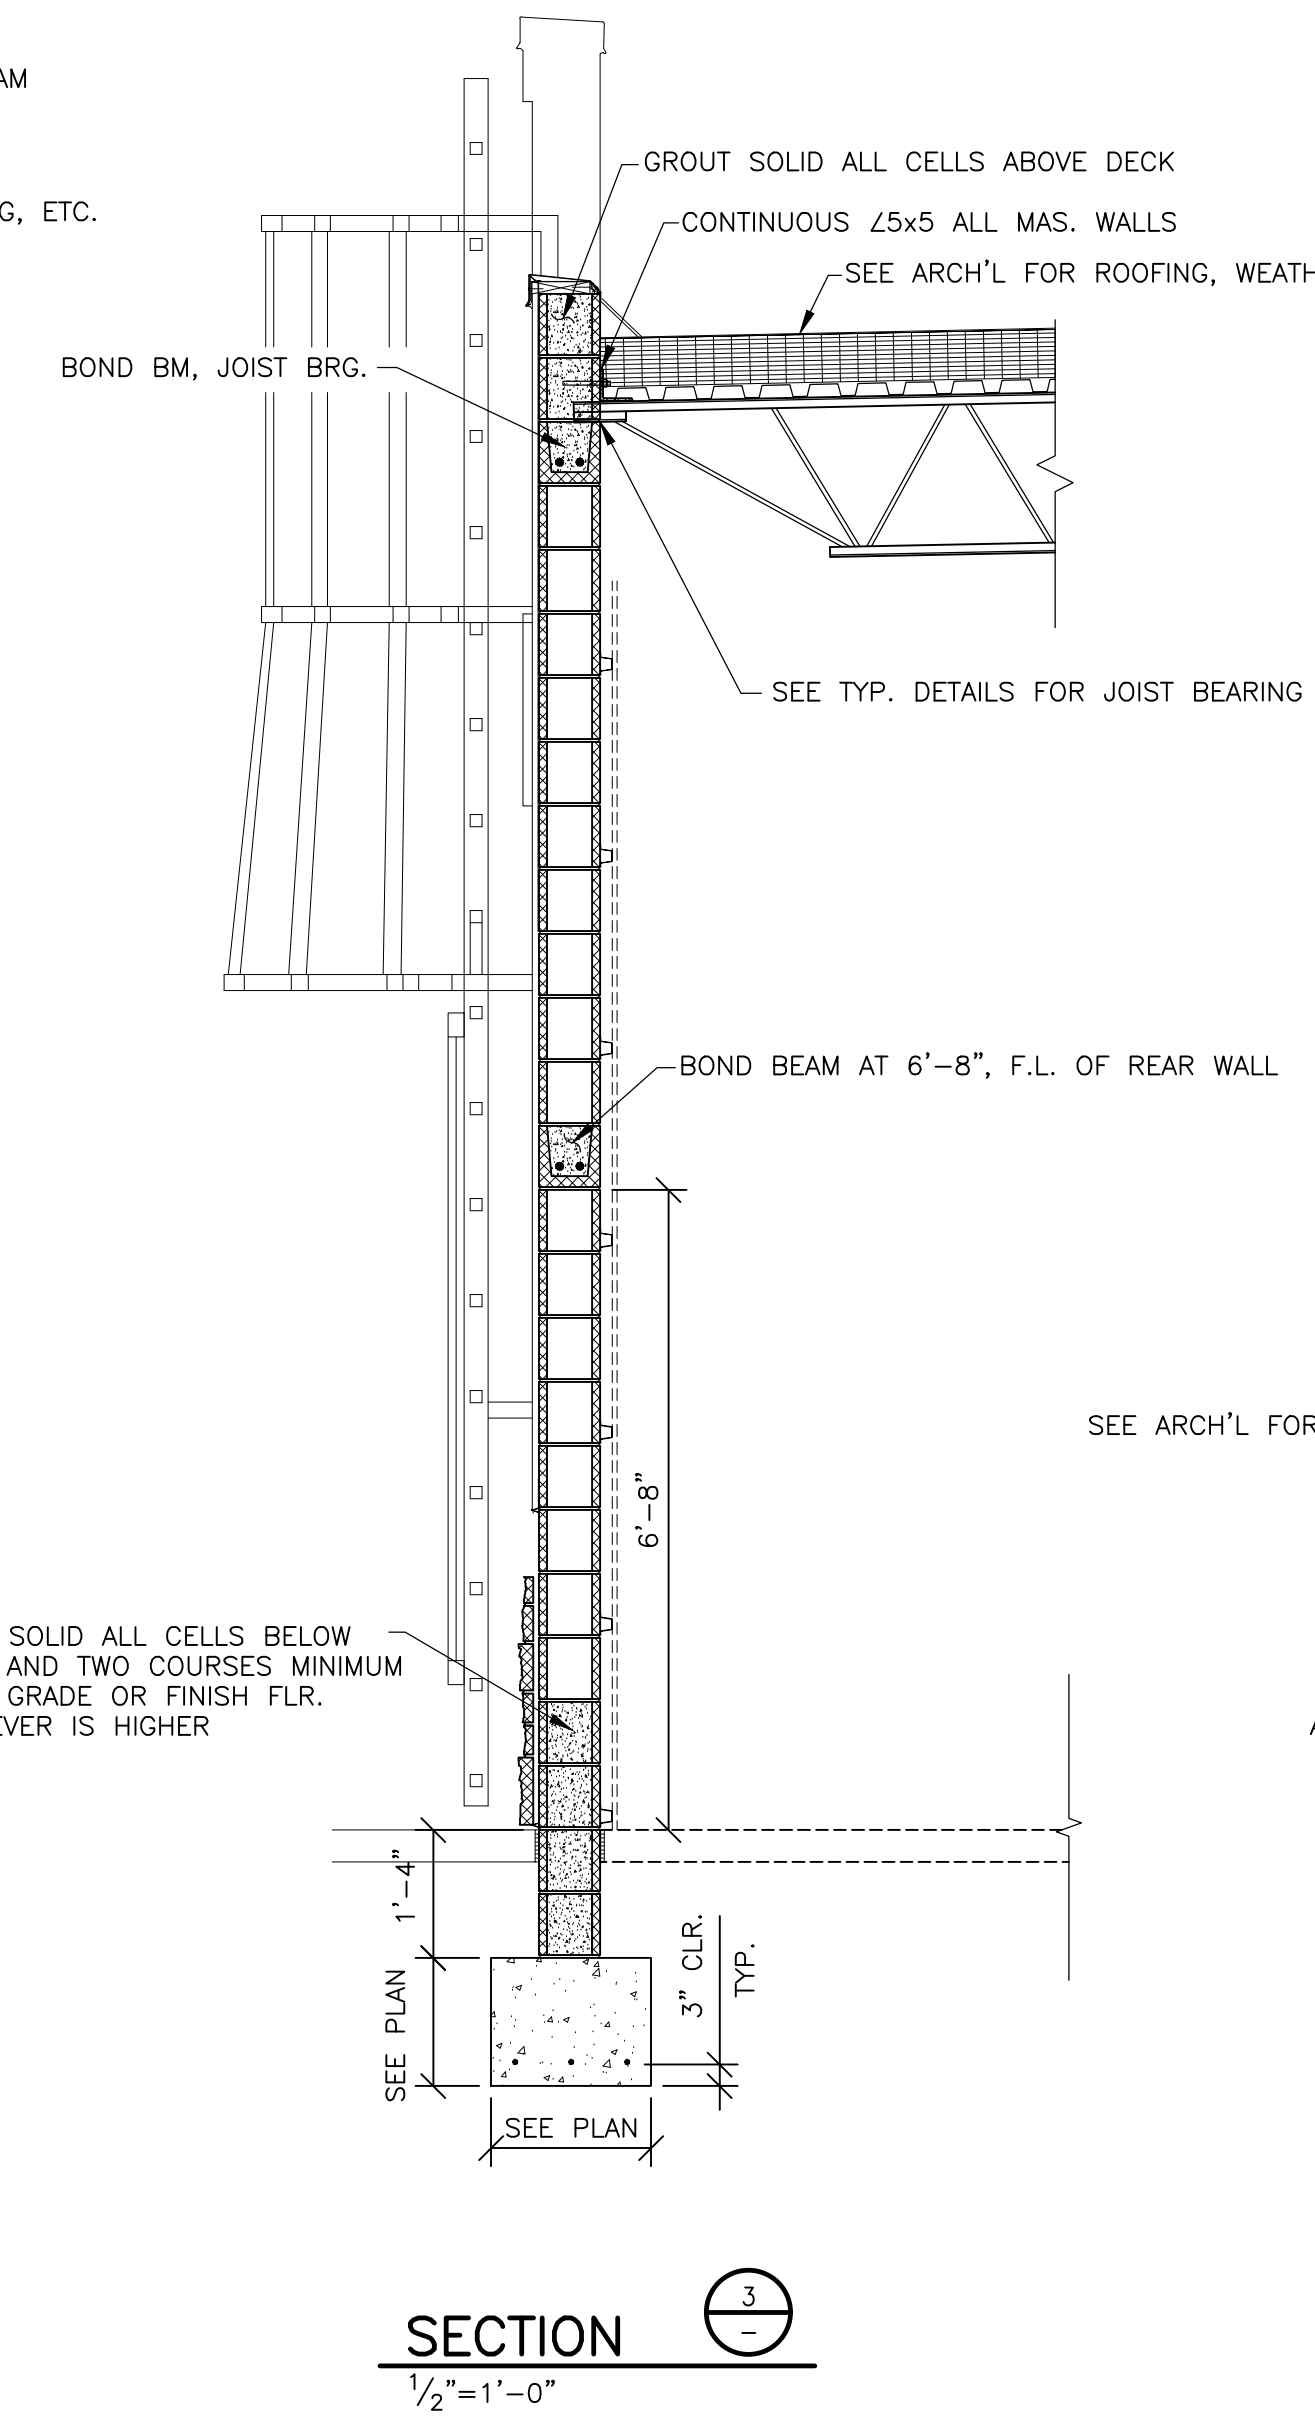 AM
GROUT SOLID ALL CELLS ABOVE DECK
G, ETC.
CONTINUOUS ∠5x5 ALL MAS. WALLS
SEE ARCH'L FOR ROOFING, WEATH
BOND BM, JOIST BRG.
SEE TYP. DETAILS FOR JOIST BEARING
BOND BEAM AT 6'-8", F.L. OF REAR WALL
SEE ARCH'L FOR
6'-8"
SOLID ALL CELLS BELOW
AND TWO COURSES MINIMUM
GRADE OR FINISH FLR.
EVER IS HIGHER
A
1'-4"
SEE PLAN
3" CLR.
TYP.
SEE PLAN
SECTION
3
-
1/2"=1'-0"